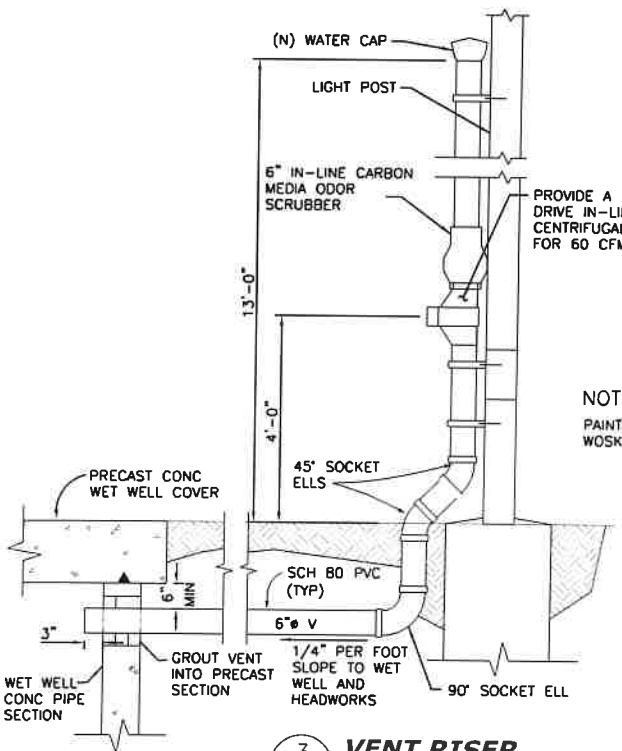 (N) WATER CAP
LIGHT POST
6" IN-LINE CARBON
MEDIA ODOR
SCRUBBER
PROVIDE A
DRIVE IN-LI
CENTRIFUGA
FOR 60 CFM
13'-0"
4'-0"
NOT
PAINT
WOSK
PRECAST CONC
WET WELL COVER
45° SOCKET
ELLS
SCH 80 PVC
(TYP)
6"
MIN
6"ø V
3"
GROUT VENT
INTO PRECAST
SECTION
1/4" PER FOOT
SLOPE TO WET
WELL AND
HEADWORKS
90° SOCKET ELL
WET WELL
CONC PIPE
SECTION
3
VENT RISER